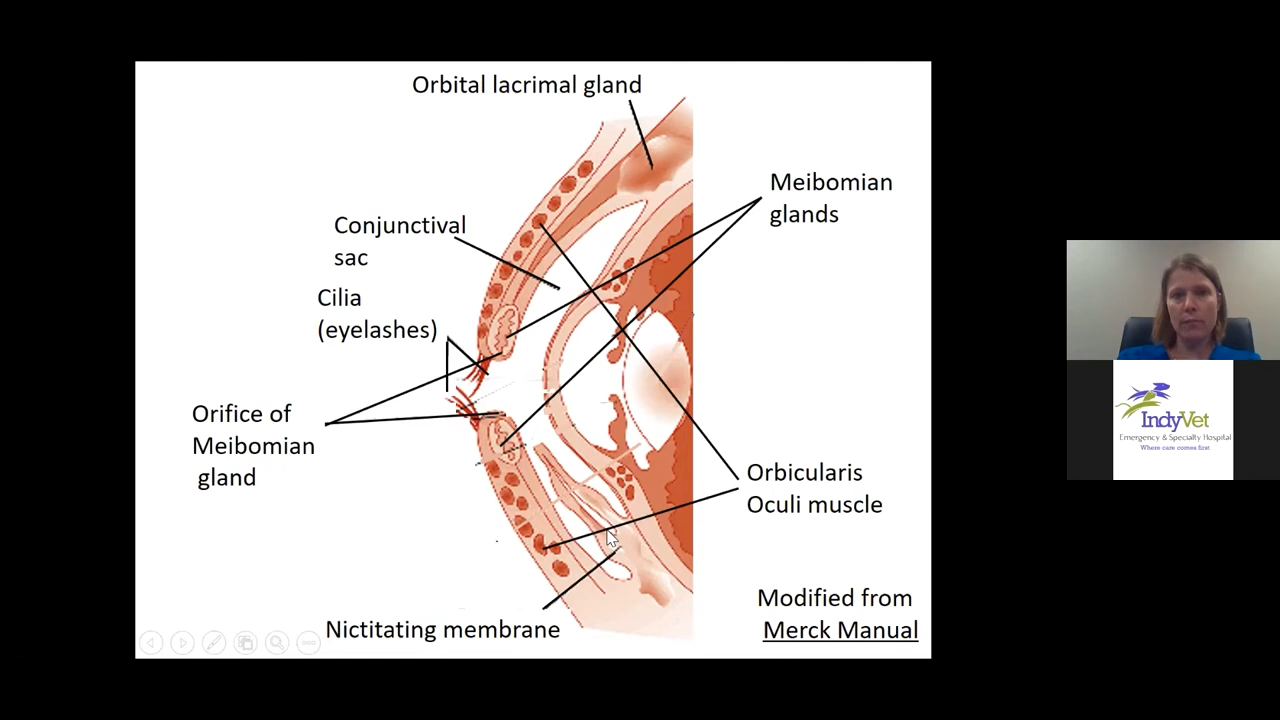 Orbital lacrimal gland
Meibomian
glands
Conjunctival
sac
Cilia
(eyelashes)
Orifice of
Meibomian
gland
Orbicularis
Oculi muscle
Nictitating membrane
Modified from
Merck Manual
IndyVet
Emergency & Specialty Hospital
Where care comes first.